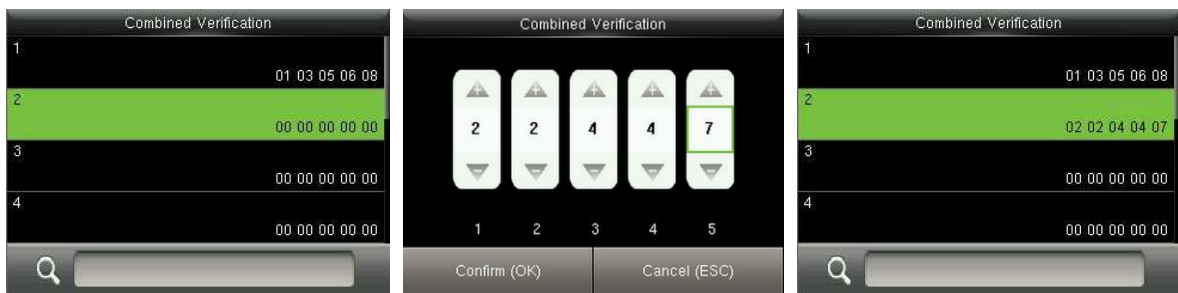 Combined Verification
1
01 03 05 06 08
2
00 00 00 00 00
3
00 00 00 00 00
4
00 00 00 00 00
Combined Verification
2 2 4 4 7
1 2 3 4 5
Confirm (OK) Cancel (ESC)
Combined Verification
1
01 03 05 06 08
2
02 02 04 04 07
3
00 00 00 00 00
4
00 00 00 00 00